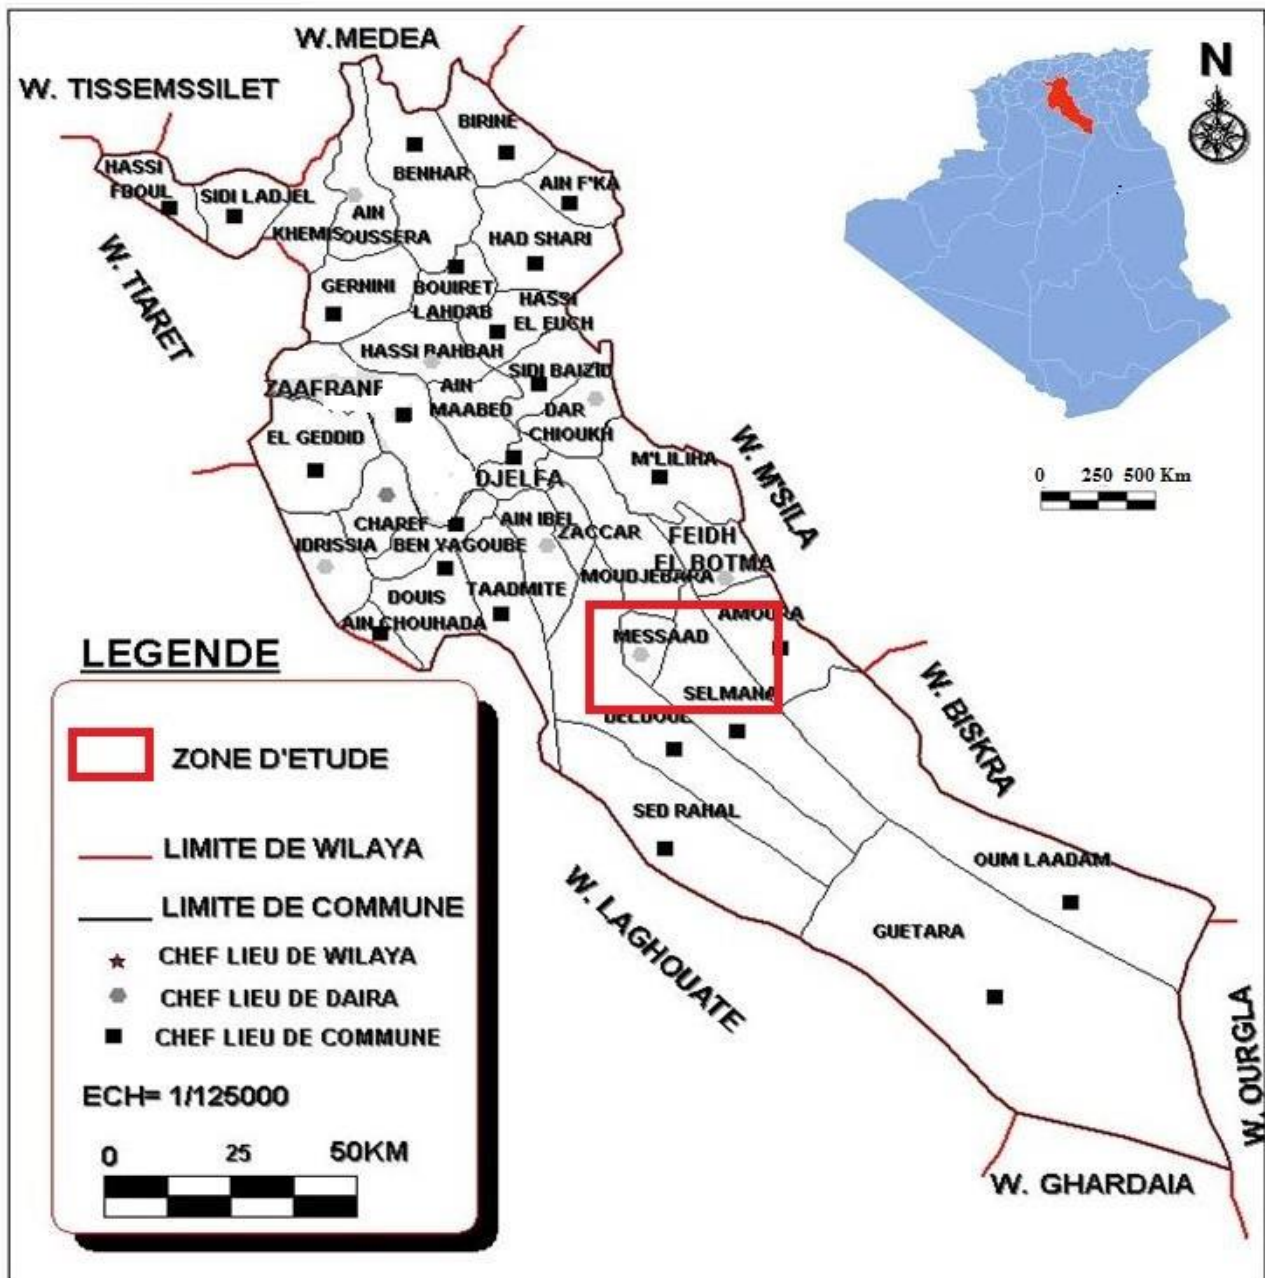 W.MEDEA
W. TISSEMSSILET
N
BIRINE
HASSI
FBOUL
BENHAR
SIDI LADJEL
AIN F'KA
AIN
OUSSERA
KHEMIS
HAD SHARI
W. TIARET
GERNINI
BOUIRET
LAHDAB
HASSI
EL EUCH
HASSI BAHBAH
SIDI BAIZID
ZAAFRANE
AIN
MAABED
DAR
CHIOUKH
EL GEDDID
M'LILIHA
W. M'SILA
0 250 500 Km
DJELFA
CHAREF
AIN IBEL
ZACCAR
FEIDH
EL BOTMA
IDRISSIA
BEN YAGOUBE
MOUDJEBARA
TAADMITE
DOUIS
AIN CHOUHADA
AMOURA
MESSAAD
SELMANA
DELDOUL
W. BISKRA
SED RAHAL
OUM LAADAM
GUETARA
W. LAGHOUATE
W. OURGLA
W. GHARDAIA
LEGENDE
ZONE D'ETUDE
LIMITE DE WILAYA
LIMITE DE COMMUNE
CHEF LIEU DE WILAYA
CHEF LIEU DE DAIRA
CHEF LIEU DE COMMUNE
ECH= 1/125000
0 25 50KM